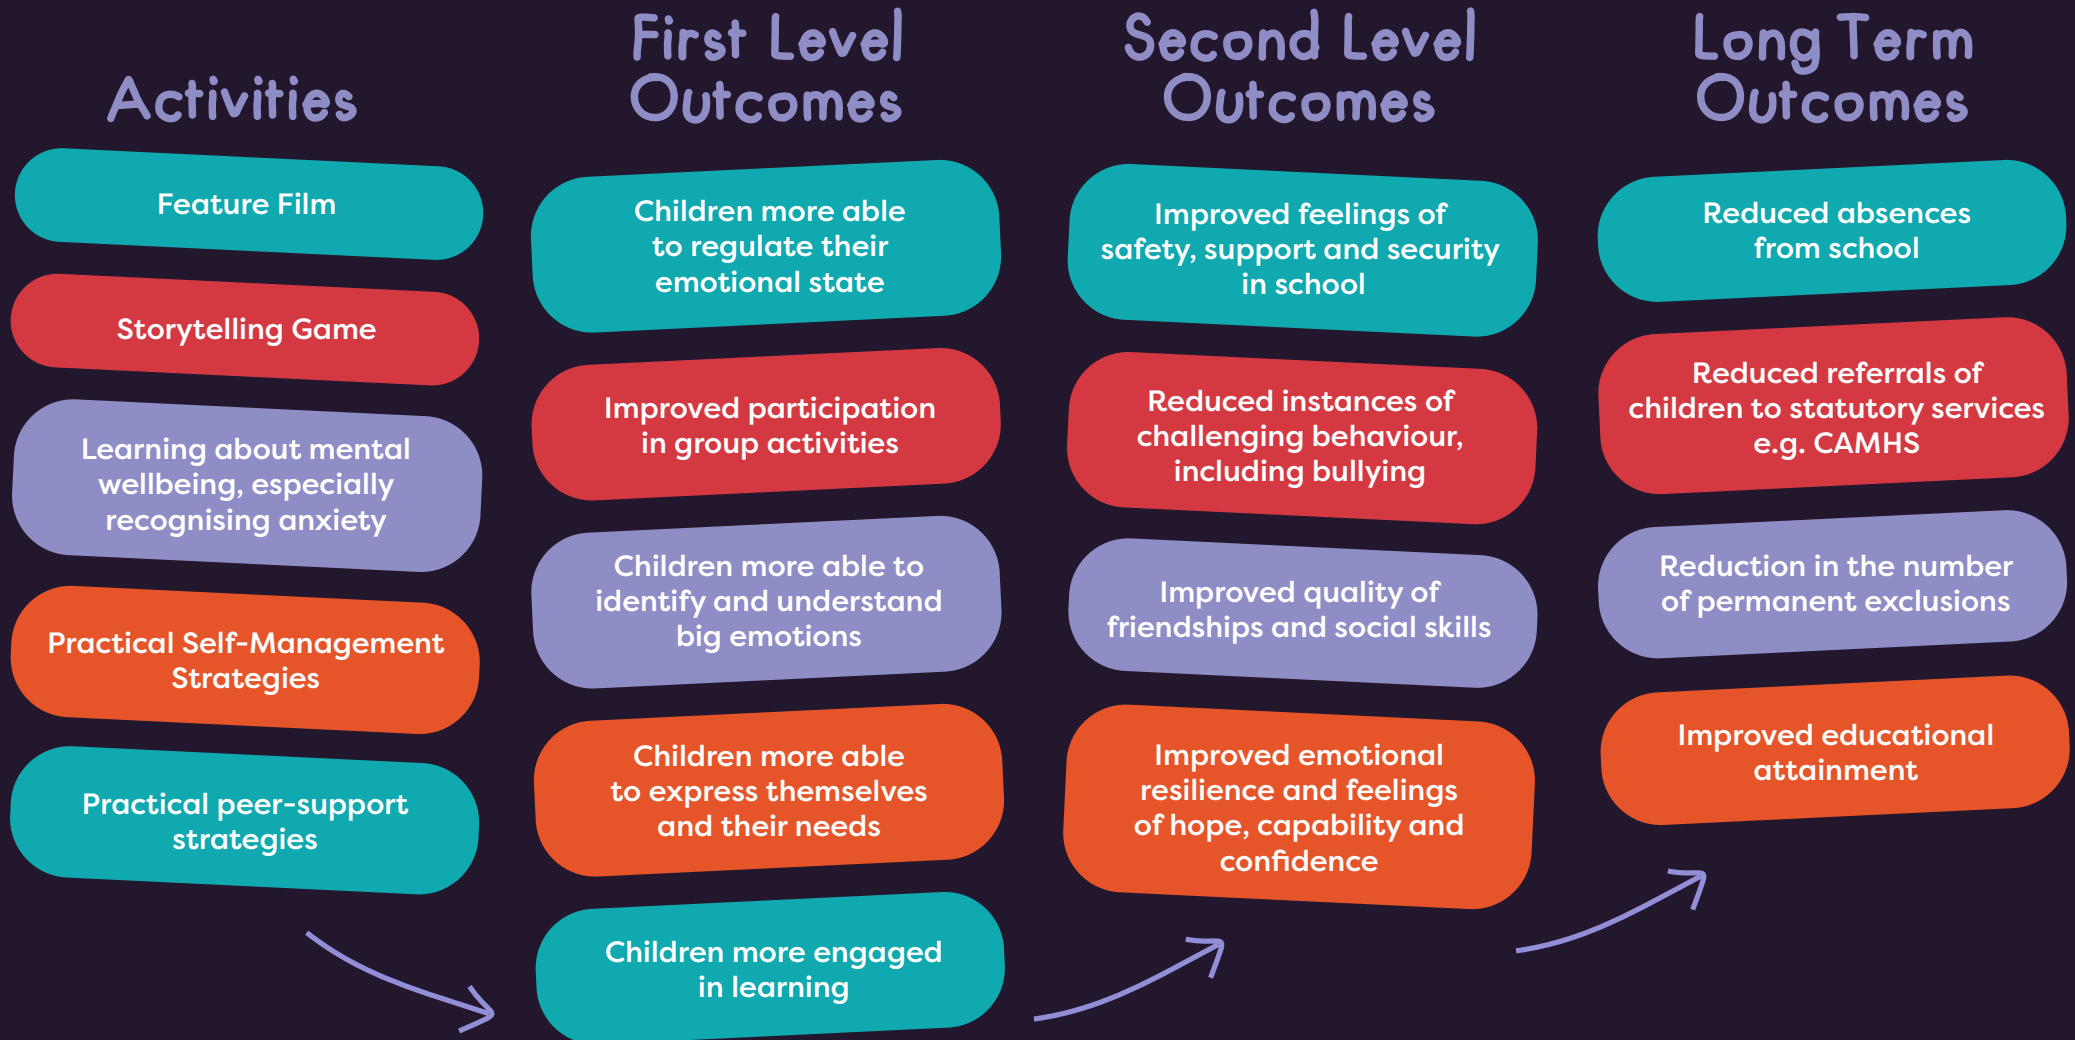 Activities
Feature Film
Storytelling Game
Learning about mental
wellbeing, especially
recognising anxiety
Practical Self-Management
Strategies
Practical peer-support
strategies
First Level
Outcomes
Children more able
to regulate their
emotional state
Improved participation
in group activities
Children more able to
identify and understand
big emotions
Children more able
to express themselves
and their needs
Children more engaged
in learning
Second Level
Outcomes
Improved feelings of
safety, support and security
in school
Reduced instances of
challenging behaviour,
including bullying
Improved quality of
friendships and social skills
Improved emotional
resilience and feelings
of hope, capability and
confidence
Long Term
Outcomes
Reduced absences
from school
Reduced referrals of
children to statutory services
e.g. CAMHS
Reduction in the number
of permanent exclusions
Improved educational
attainment